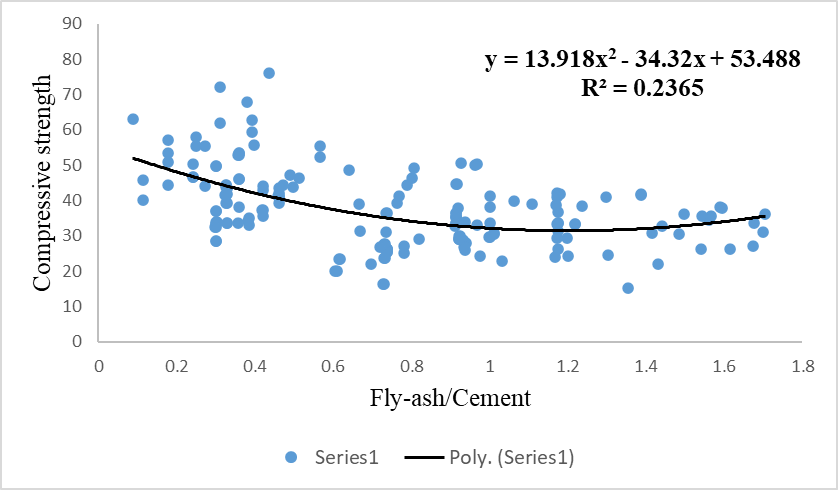 90
80
70
60
50
40
30
20
10
0
Compressive strength
y = 13.918x² - 34.32x + 53.488
R² = 0.2365
0 0.2 0.4 0.6 0.8 1 1.2 1.4 1.6 1.8
Fly-ash/Cement
Series1 Poly. (Series1)